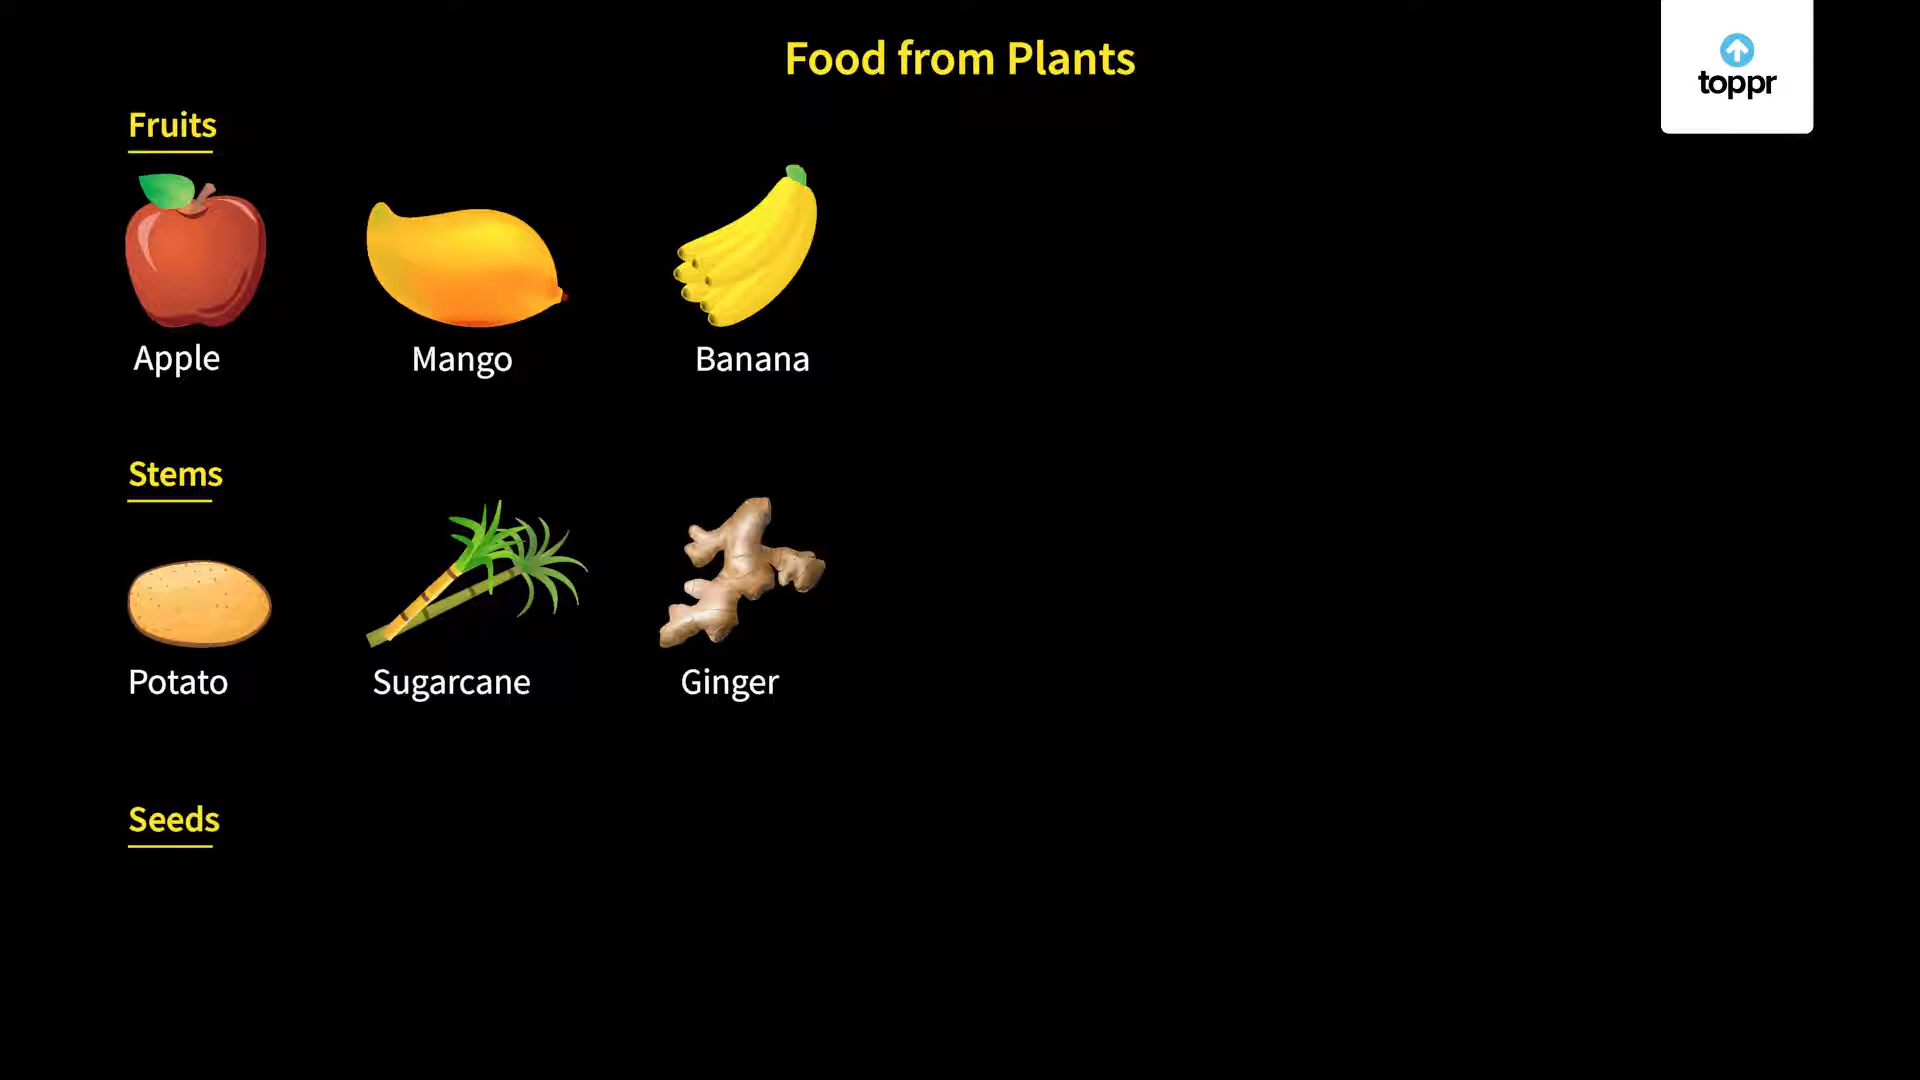 Food from Plants
toppr
Fruits
Apple
Mango
Banana
Stems
Potato
Sugarcane
Ginger
Seeds